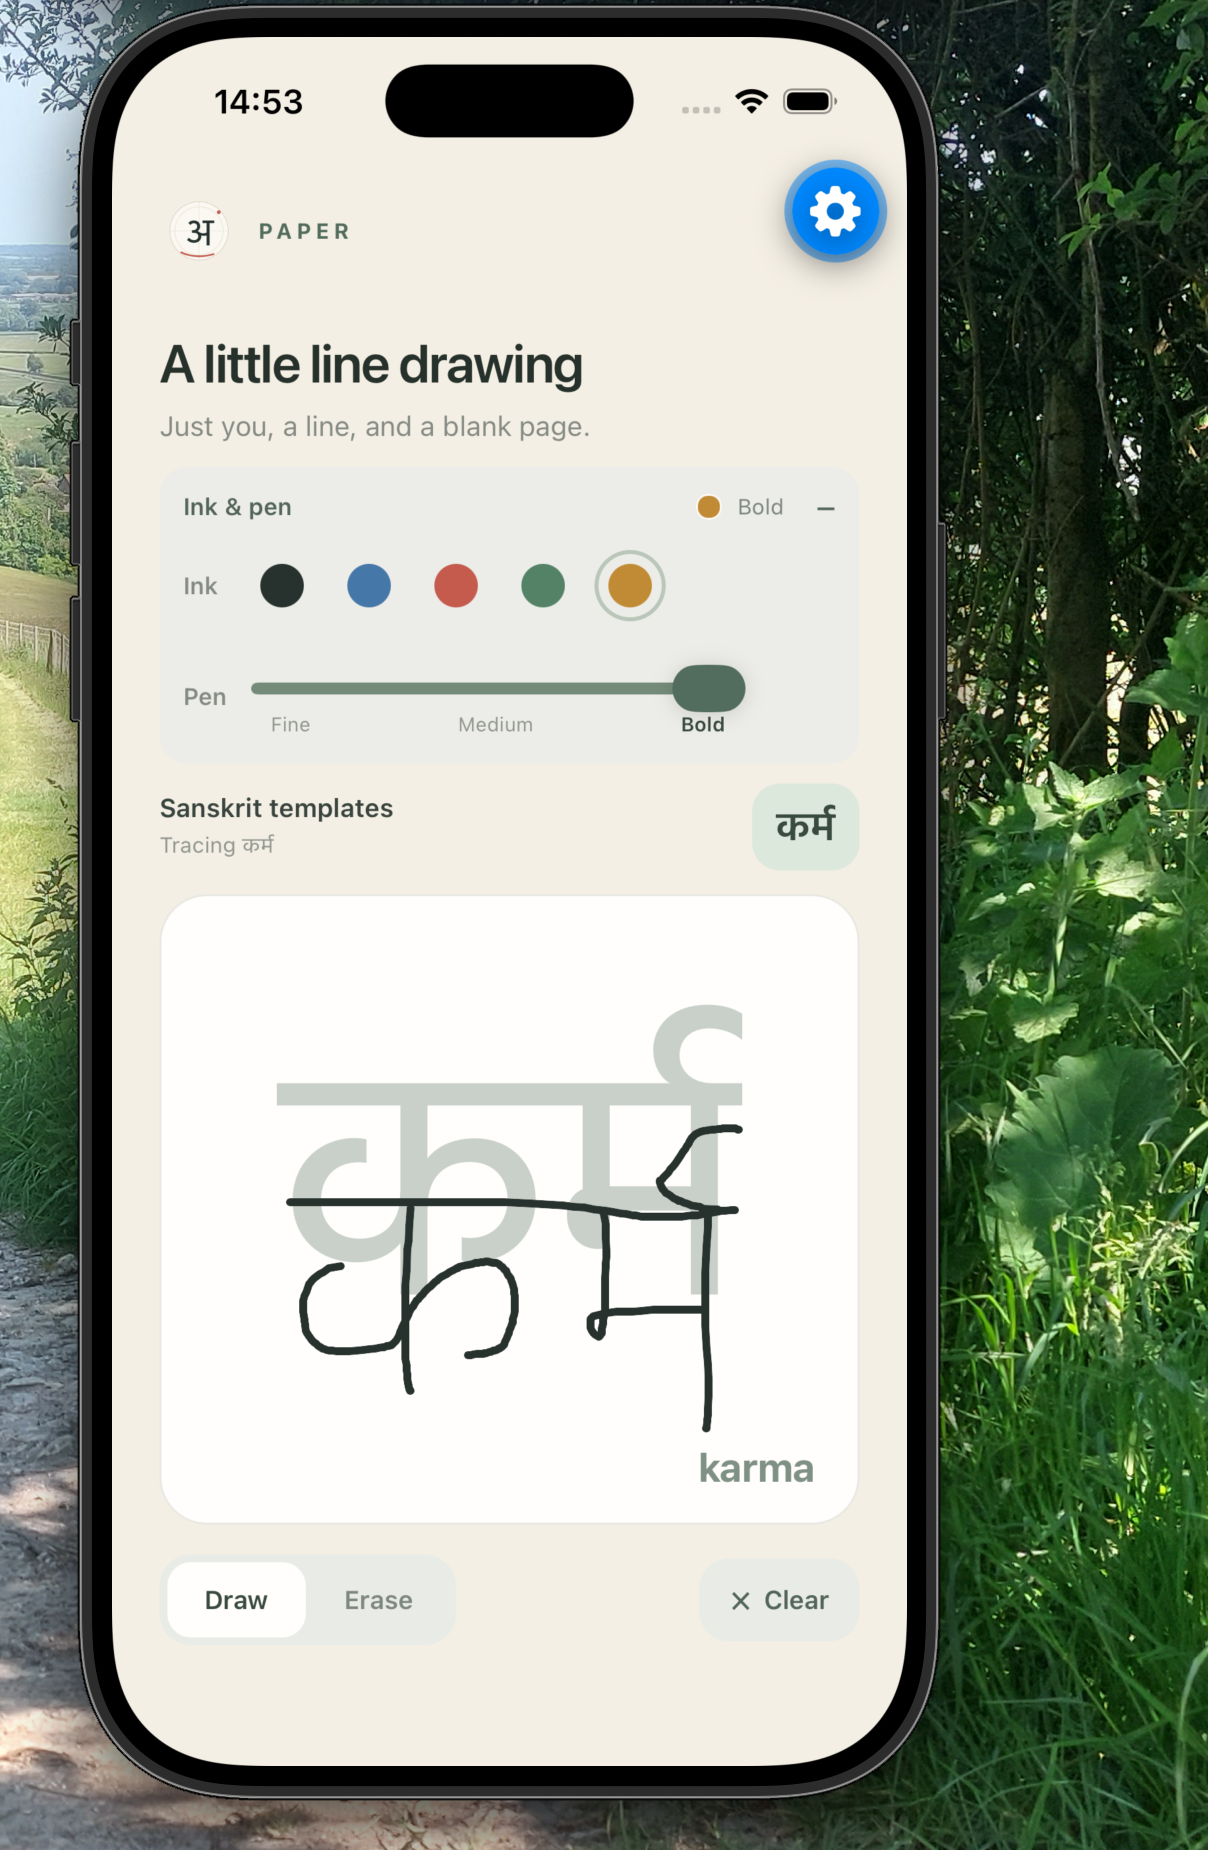 14:53
अ PAPER
A little line drawing
Just you, a line, and a blank page.
Ink & pen Bold –
Ink
Pen
Fine Medium Bold
Sanskrit templates
Tracing कर्म
कर्म
कर्म
कर्म
karma
Draw Erase × Clear